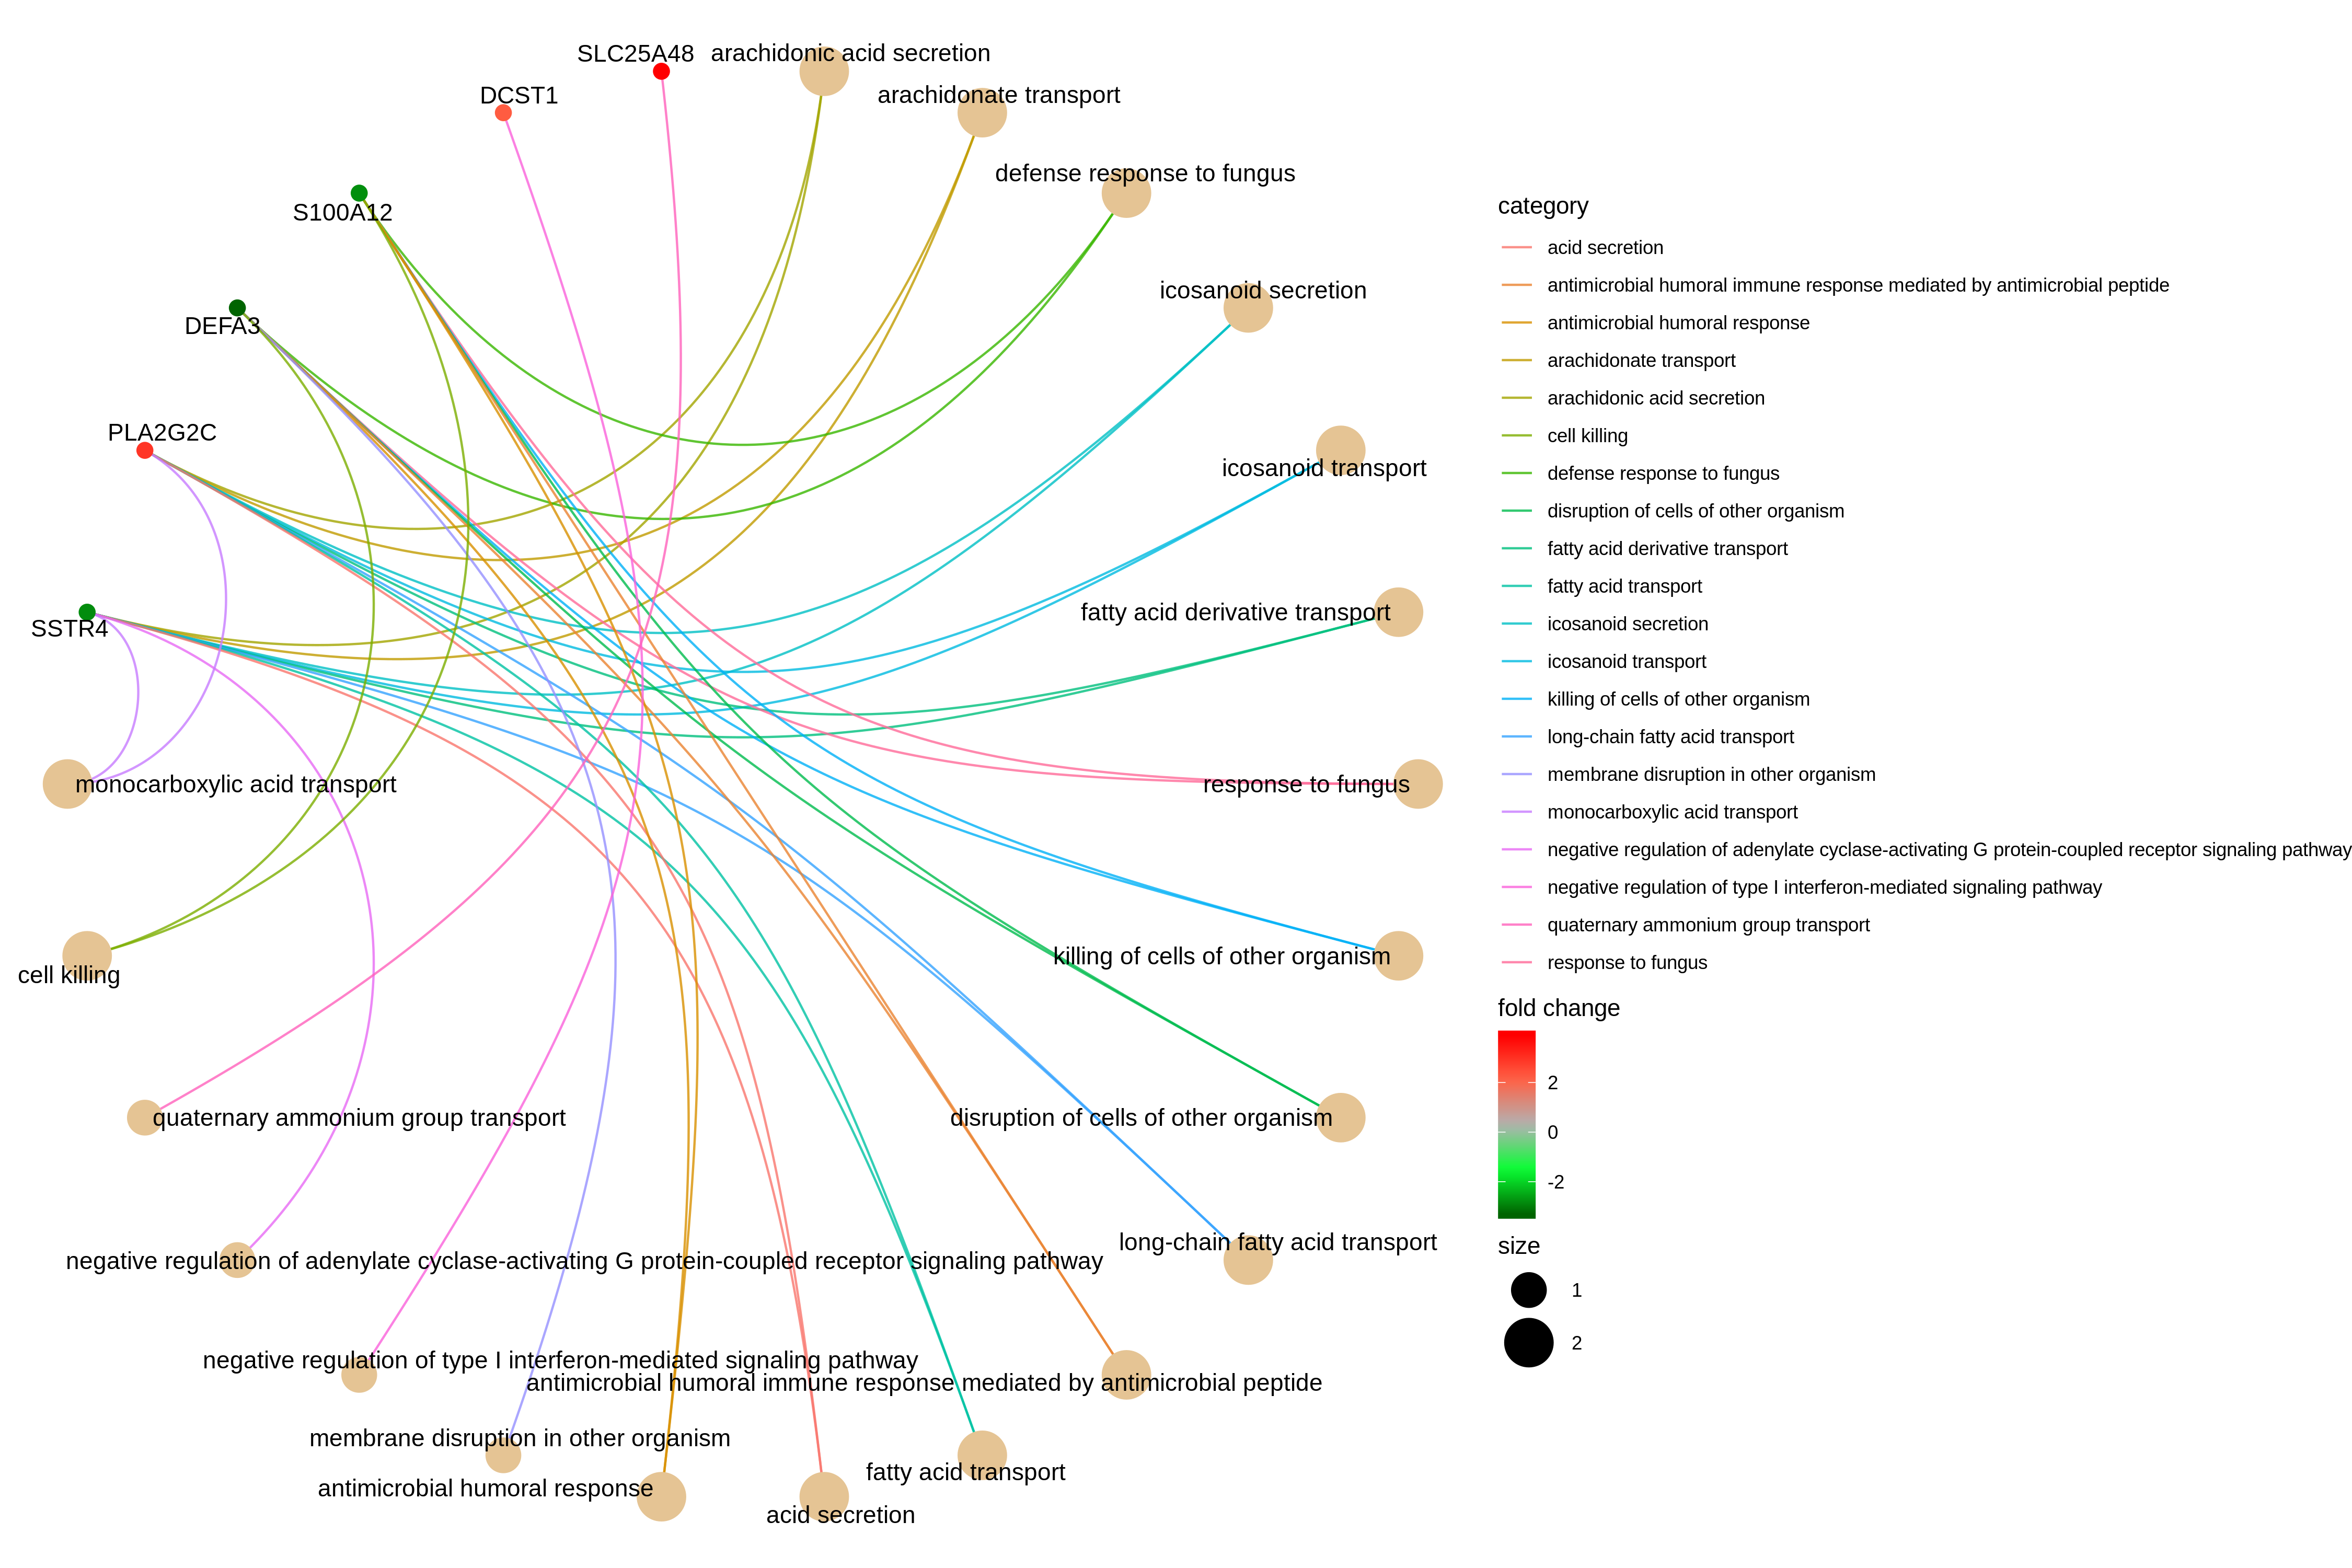 SLC25A48
arachidonic acid secretion
DCST1
arachidonate transport
defense response to fungus
S100A12
icosanoid secretion
DEFA3
PLA2G2C
icosanoid transport
fatty acid derivative transport
SSTR4
monocarboxylic acid transport
response to fungus
killing of cells of other organism
cell killing
quaternary ammonium group transport
disruption of cells of other organism
long-chain fatty acid transport
negative regulation of adenylate cyclase-activating G protein-coupled receptor signaling pathway
negative regulation of type I interferon-mediated signaling pathway
antimicrobial humoral immune response mediated by antimicrobial peptide
membrane disruption in other organism
fatty acid transport
antimicrobial humoral response
acid secretion
category
acid secretion
antimicrobial humoral immune response mediated by antimicrobial peptide
antimicrobial humoral response
arachidonate transport
arachidonic acid secretion
cell killing
defense response to fungus
disruption of cells of other organism
fatty acid derivative transport
fatty acid transport
icosanoid secretion
icosanoid transport
killing of cells of other organism
long-chain fatty acid transport
membrane disruption in other organism
monocarboxylic acid transport
negative regulation of adenylate cyclase-activating G protein-coupled receptor signaling pathway
negative regulation of type I interferon-mediated signaling pathway
quaternary ammonium group transport
response to fungus
fold change
2
0
-2
size
1
2